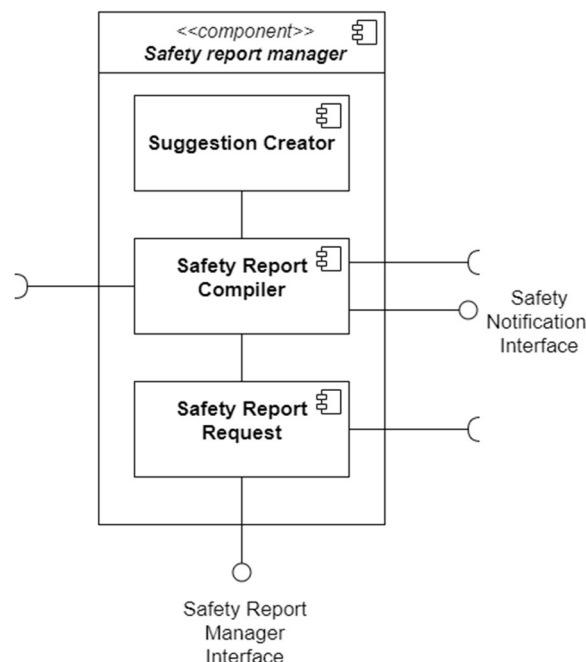 <<component>>
Safety report manager
Suggestion Creator
Safety Report
Compiler
Safety
Notification
Interface
Safety Report
Request
Safety Report
Manager
Interface